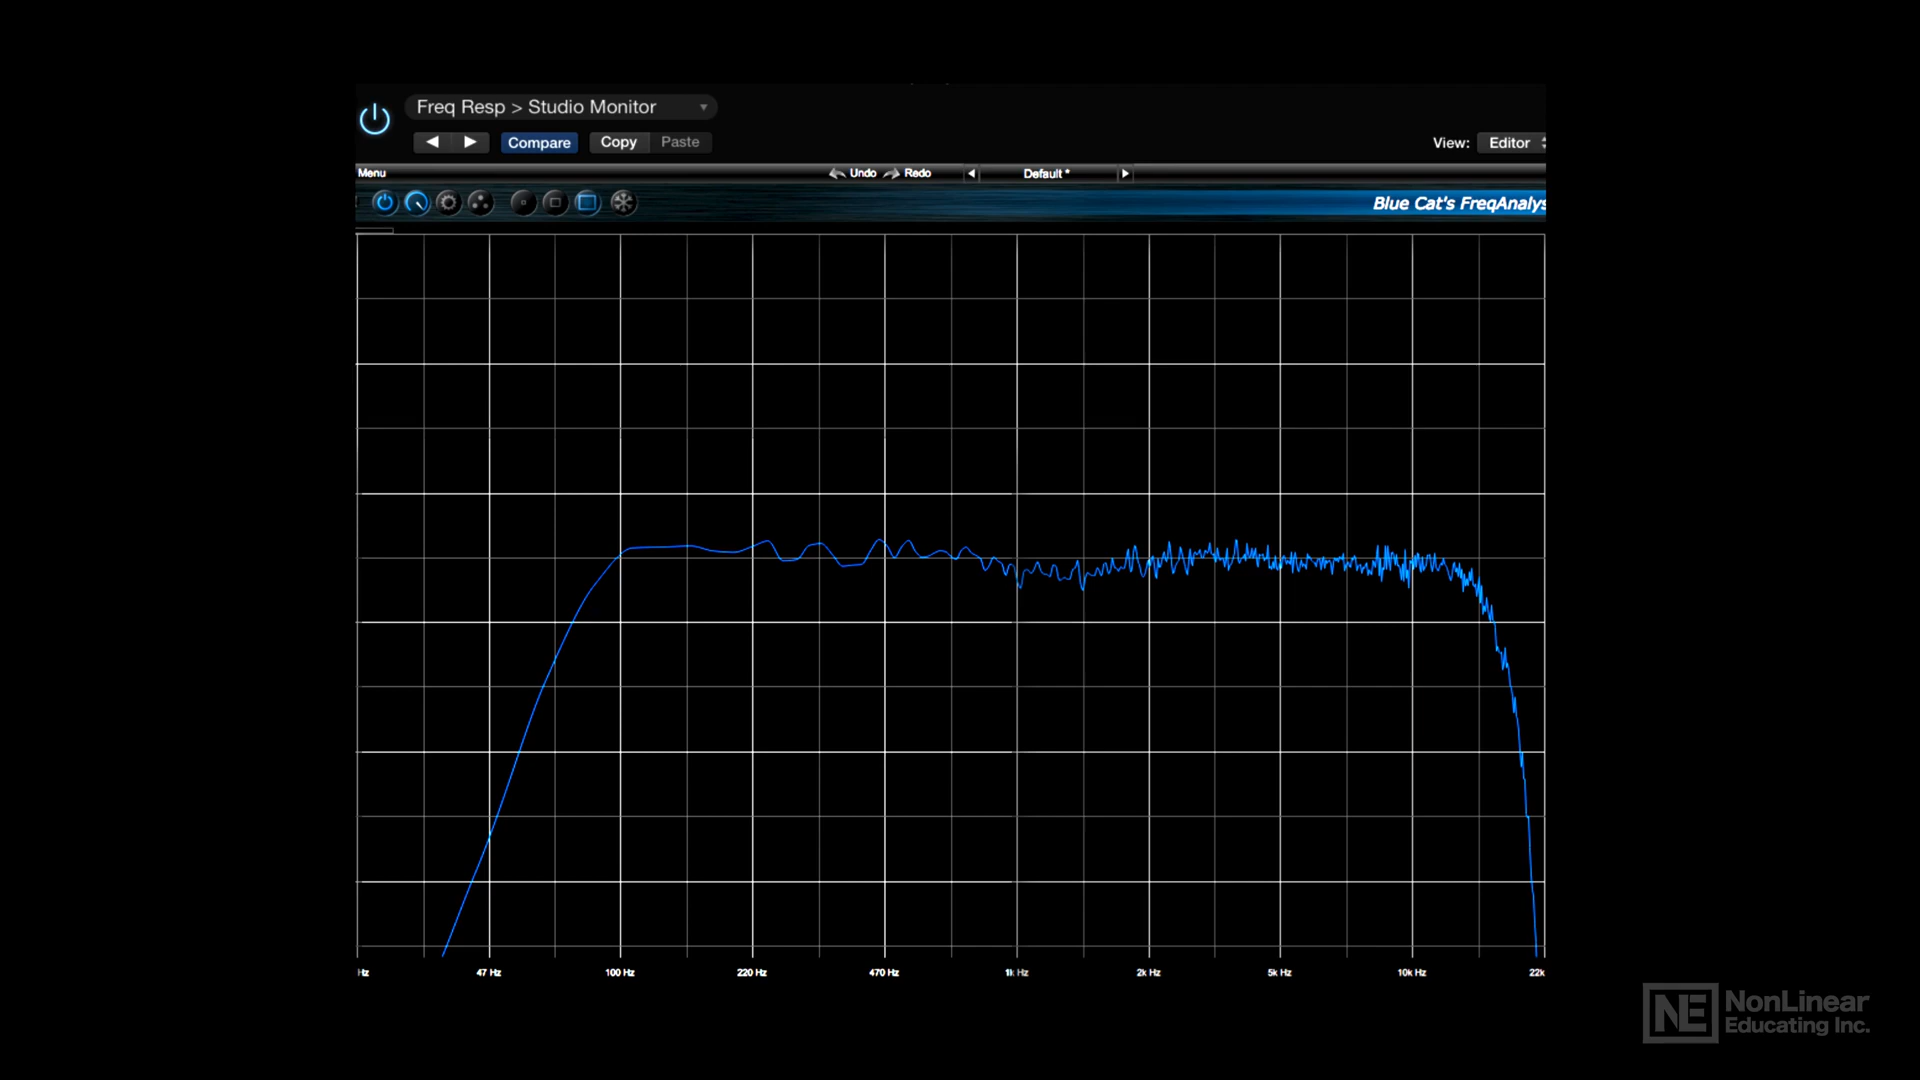 Freq Resp > Studio Monitor
Compare Copy Paste
View: Editor
Menu Undo Redo Default *
Blue Cat's FreqAnalys
Hz 47 Hz 100 Hz 220 Hz 470 Hz 1k Hz 2k Hz 5k Hz 10k Hz 22k
NE NonLinear
Educating Inc.